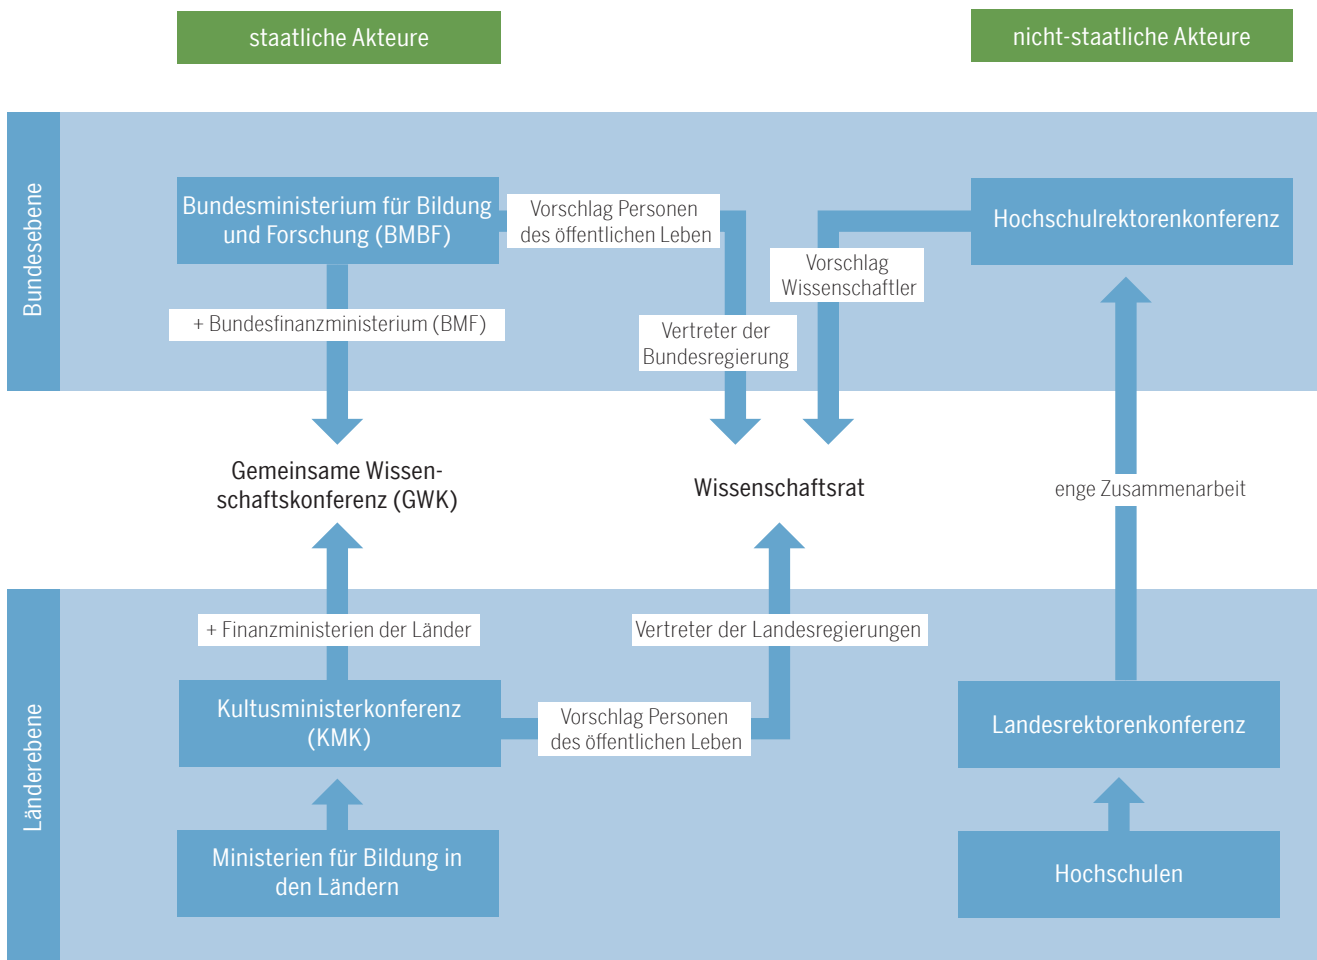 staatliche Akteure
nicht-staatliche Akteure
Bundesebene
Bundesministerium für Bildung
und Forschung (BMBF)
Vorschlag Personen
des öffentlichen Leben
Hochschulrektorenkonferenz
Vorschlag
Wissenschaftler
+ Bundesfinanzministerium (BMF)
Vertreter der
Bundesregierung
Gemeinsame Wissen-
schaftskonferenz (GWK)
Wissenschaftsrat
enge Zusammenarbeit
Länderebene
+ Finanzministerien der Länder
Vertreter der Landesregierungen
Kultusministerkonferenz
(KMK)
Vorschlag Personen
des öffentlichen Leben
Landesrektorenkonferenz
Ministerien für Bildung in
den Ländern
Hochschulen